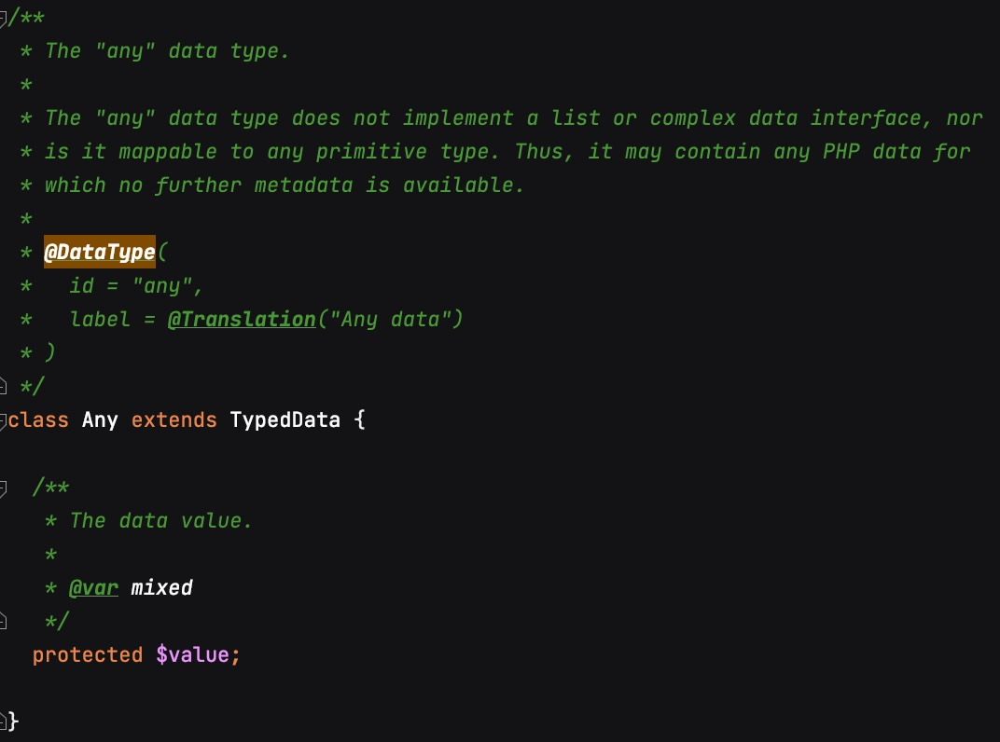 /**
 * The "any" data type.
 *
 * The "any" data type does not implement a list or complex data interface, nor
 * is it mappable to any primitive type. Thus, it may contain any PHP data for
 * which no further metadata is available.
 *
 * @DataType(
 *   id = "any",
 *   label = @Translation("Any data")
 * )
 */
class Any extends TypedData {

  /**
   * The data value.
   *
   * @var mixed
   */
  protected $value;

}